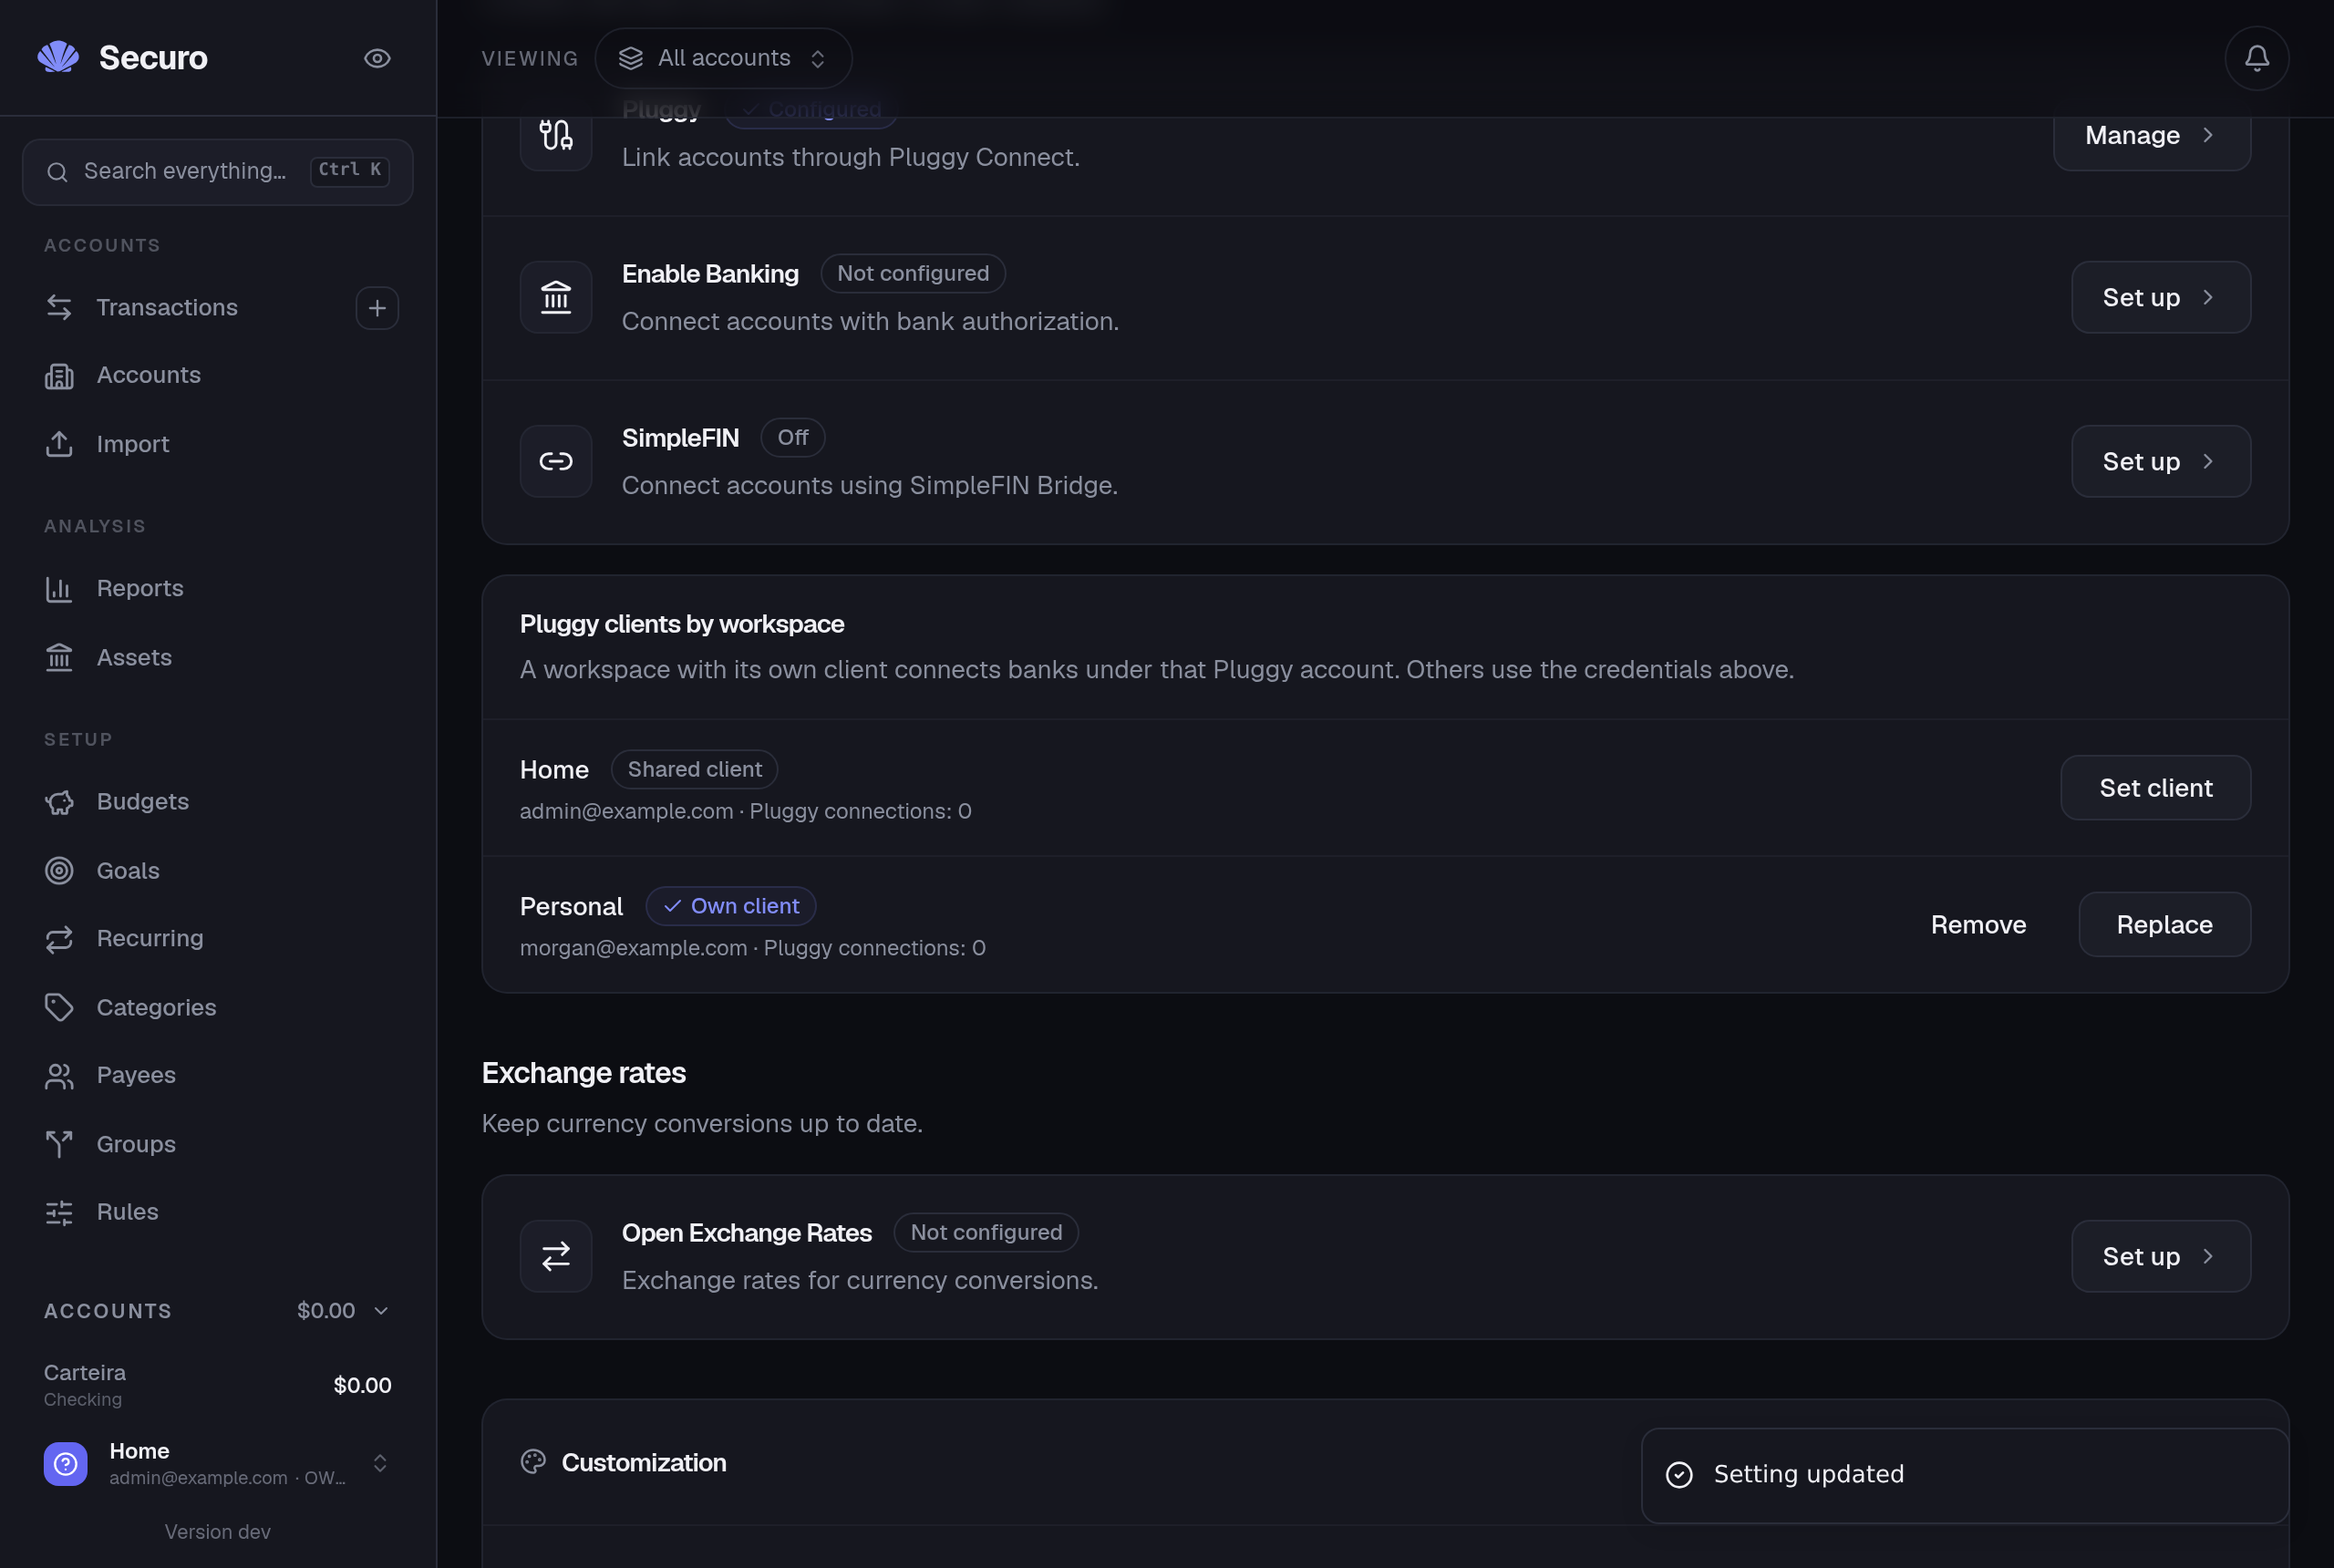 Securo
Search everything... Ctrl K
ACCOUNTS
Transactions
Accounts
Import
ANALYSIS
Reports
Assets
SETUP
Budgets
Goals
Recurring
Categories
Payees
Groups
Rules
ACCOUNTS $0.00
Carteira
Checking
$0.00
Home
admin@example.com · OW...
Version dev
VIEWING All accounts
Pluggy Configured
Link accounts through Pluggy Connect.
Manage
Enable Banking Not configured
Connect accounts with bank authorization.
Set up
SimpleFIN Off
Connect accounts using SimpleFIN Bridge.
Set up
Pluggy clients by workspace
A workspace with its own client connects banks under that Pluggy account. Others use the credentials above.
Home Shared client
admin@example.com · Pluggy connections: 0
Set client
Personal Own client
morgan@example.com · Pluggy connections: 0
Remove Replace
Exchange rates
Keep currency conversions up to date.
Open Exchange Rates Not configured
Exchange rates for currency conversions.
Set up
Customization
Setting updated